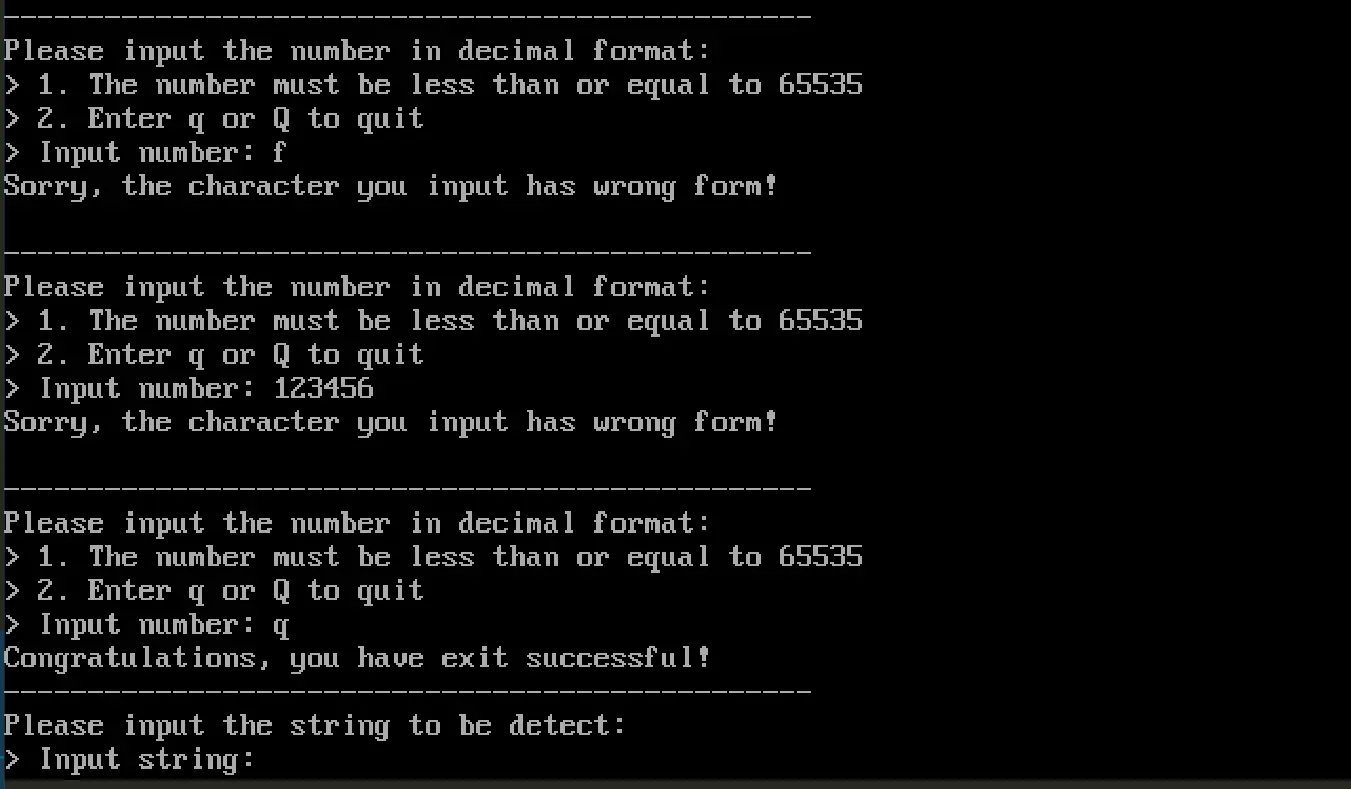 ------------------------------------------------
Please input the number in decimal format:
> 1. The number must be less than or equal to 65535
> 2. Enter q or Q to quit
> Input number: f
Sorry, the character you input has wrong form!
------------------------------------------------
Please input the number in decimal format:
> 1. The number must be less than or equal to 65535
> 2. Enter q or Q to quit
> Input number: 123456
Sorry, the character you input has wrong form!
------------------------------------------------
Please input the number in decimal format:
> 1. The number must be less than or equal to 65535
> 2. Enter q or Q to quit
> Input number: q
Congratulations, you have exit successful!
------------------------------------------------
Please input the string to be detect:
> Input string: